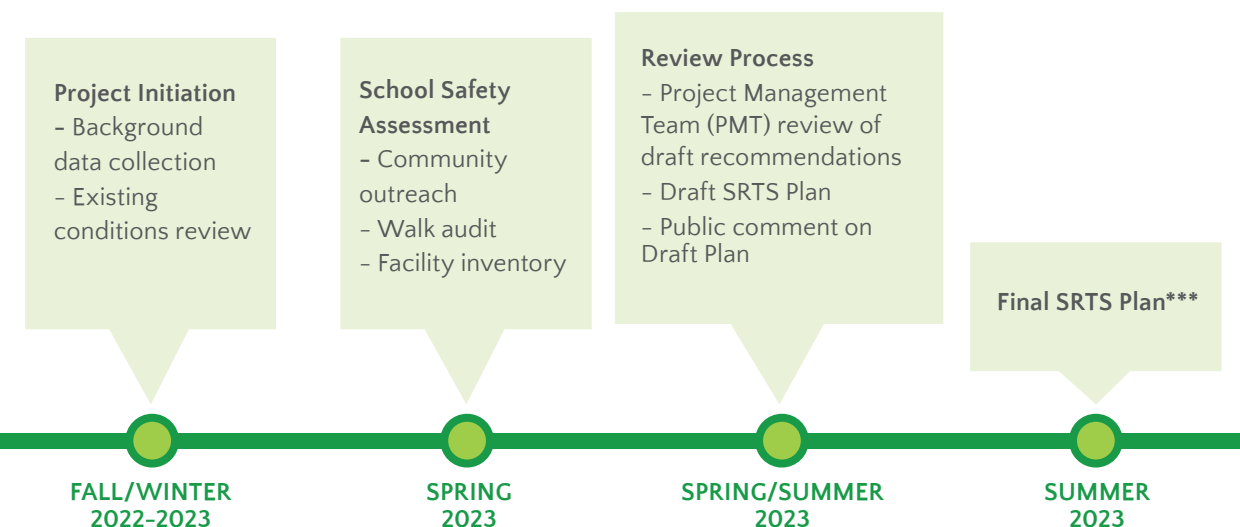 Project Initiation
- Background
data collection
- Existing
conditions review
School Safety
Assessment
- Community
outreach
- Walk audit
- Facility inventory
Review Process
- Project Management
Team (PMT) review of
draft recommendations
- Draft SRTS Plan
- Public comment on
Draft Plan
Final SRTS Plan***
FALL/WINTER
2022-2023
SPRING
2023
SPRING/SUMMER
2023
SUMMER
2023